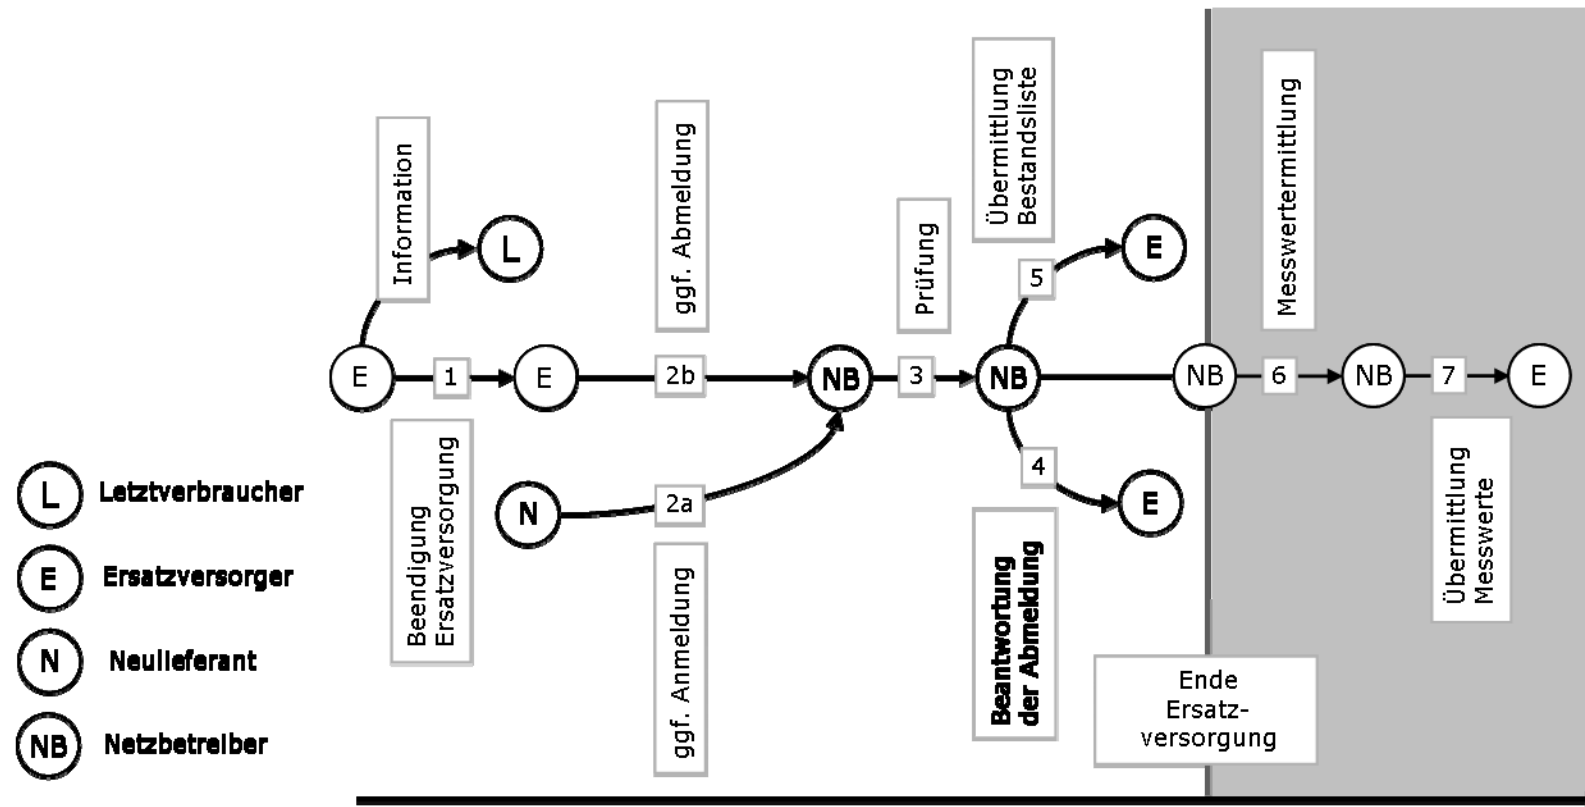 Information
L
ggf. Abmeldung
Prüfung
Übermittlung
Bestandsliste
5
E
Messwertermittlung
E
1
E
2b
NB
3
NB
NB
6
NB
7
E
Beendigung
Ersatzversorgung
N
2a
ggf. Anmeldung
4
E
Beantwortung
der Abmeldung
Übermittlung
Messwerte
Ende
Ersatz-
versorgung
L Letztverbraucher
E Ersatzversorger
N Neulieferant
NB Netzbetreiber